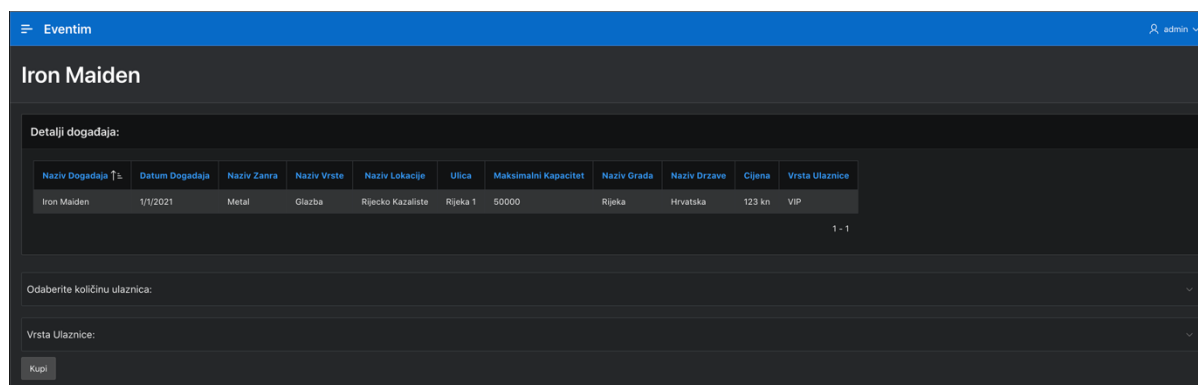 Eventim
admin
Iron Maiden
Detalji događaja:
Naziv Dogadaja Datum Dogadaja Naziv Zanra Naziv Vrste Naziv Lokacije Ulica Maksimalni Kapacitet Naziv Grada Naziv Drzave Cijena Vrsta Ulaznice
Iron Maiden 1/1/2021 Metal Glazba Rijecko Kazaliste Rijeka 1 50000 Rijeka Hrvatska 123 kn VIP
1 - 1
Odaberite količinu ulaznica:
Vrsta Ulaznice:
Kupi